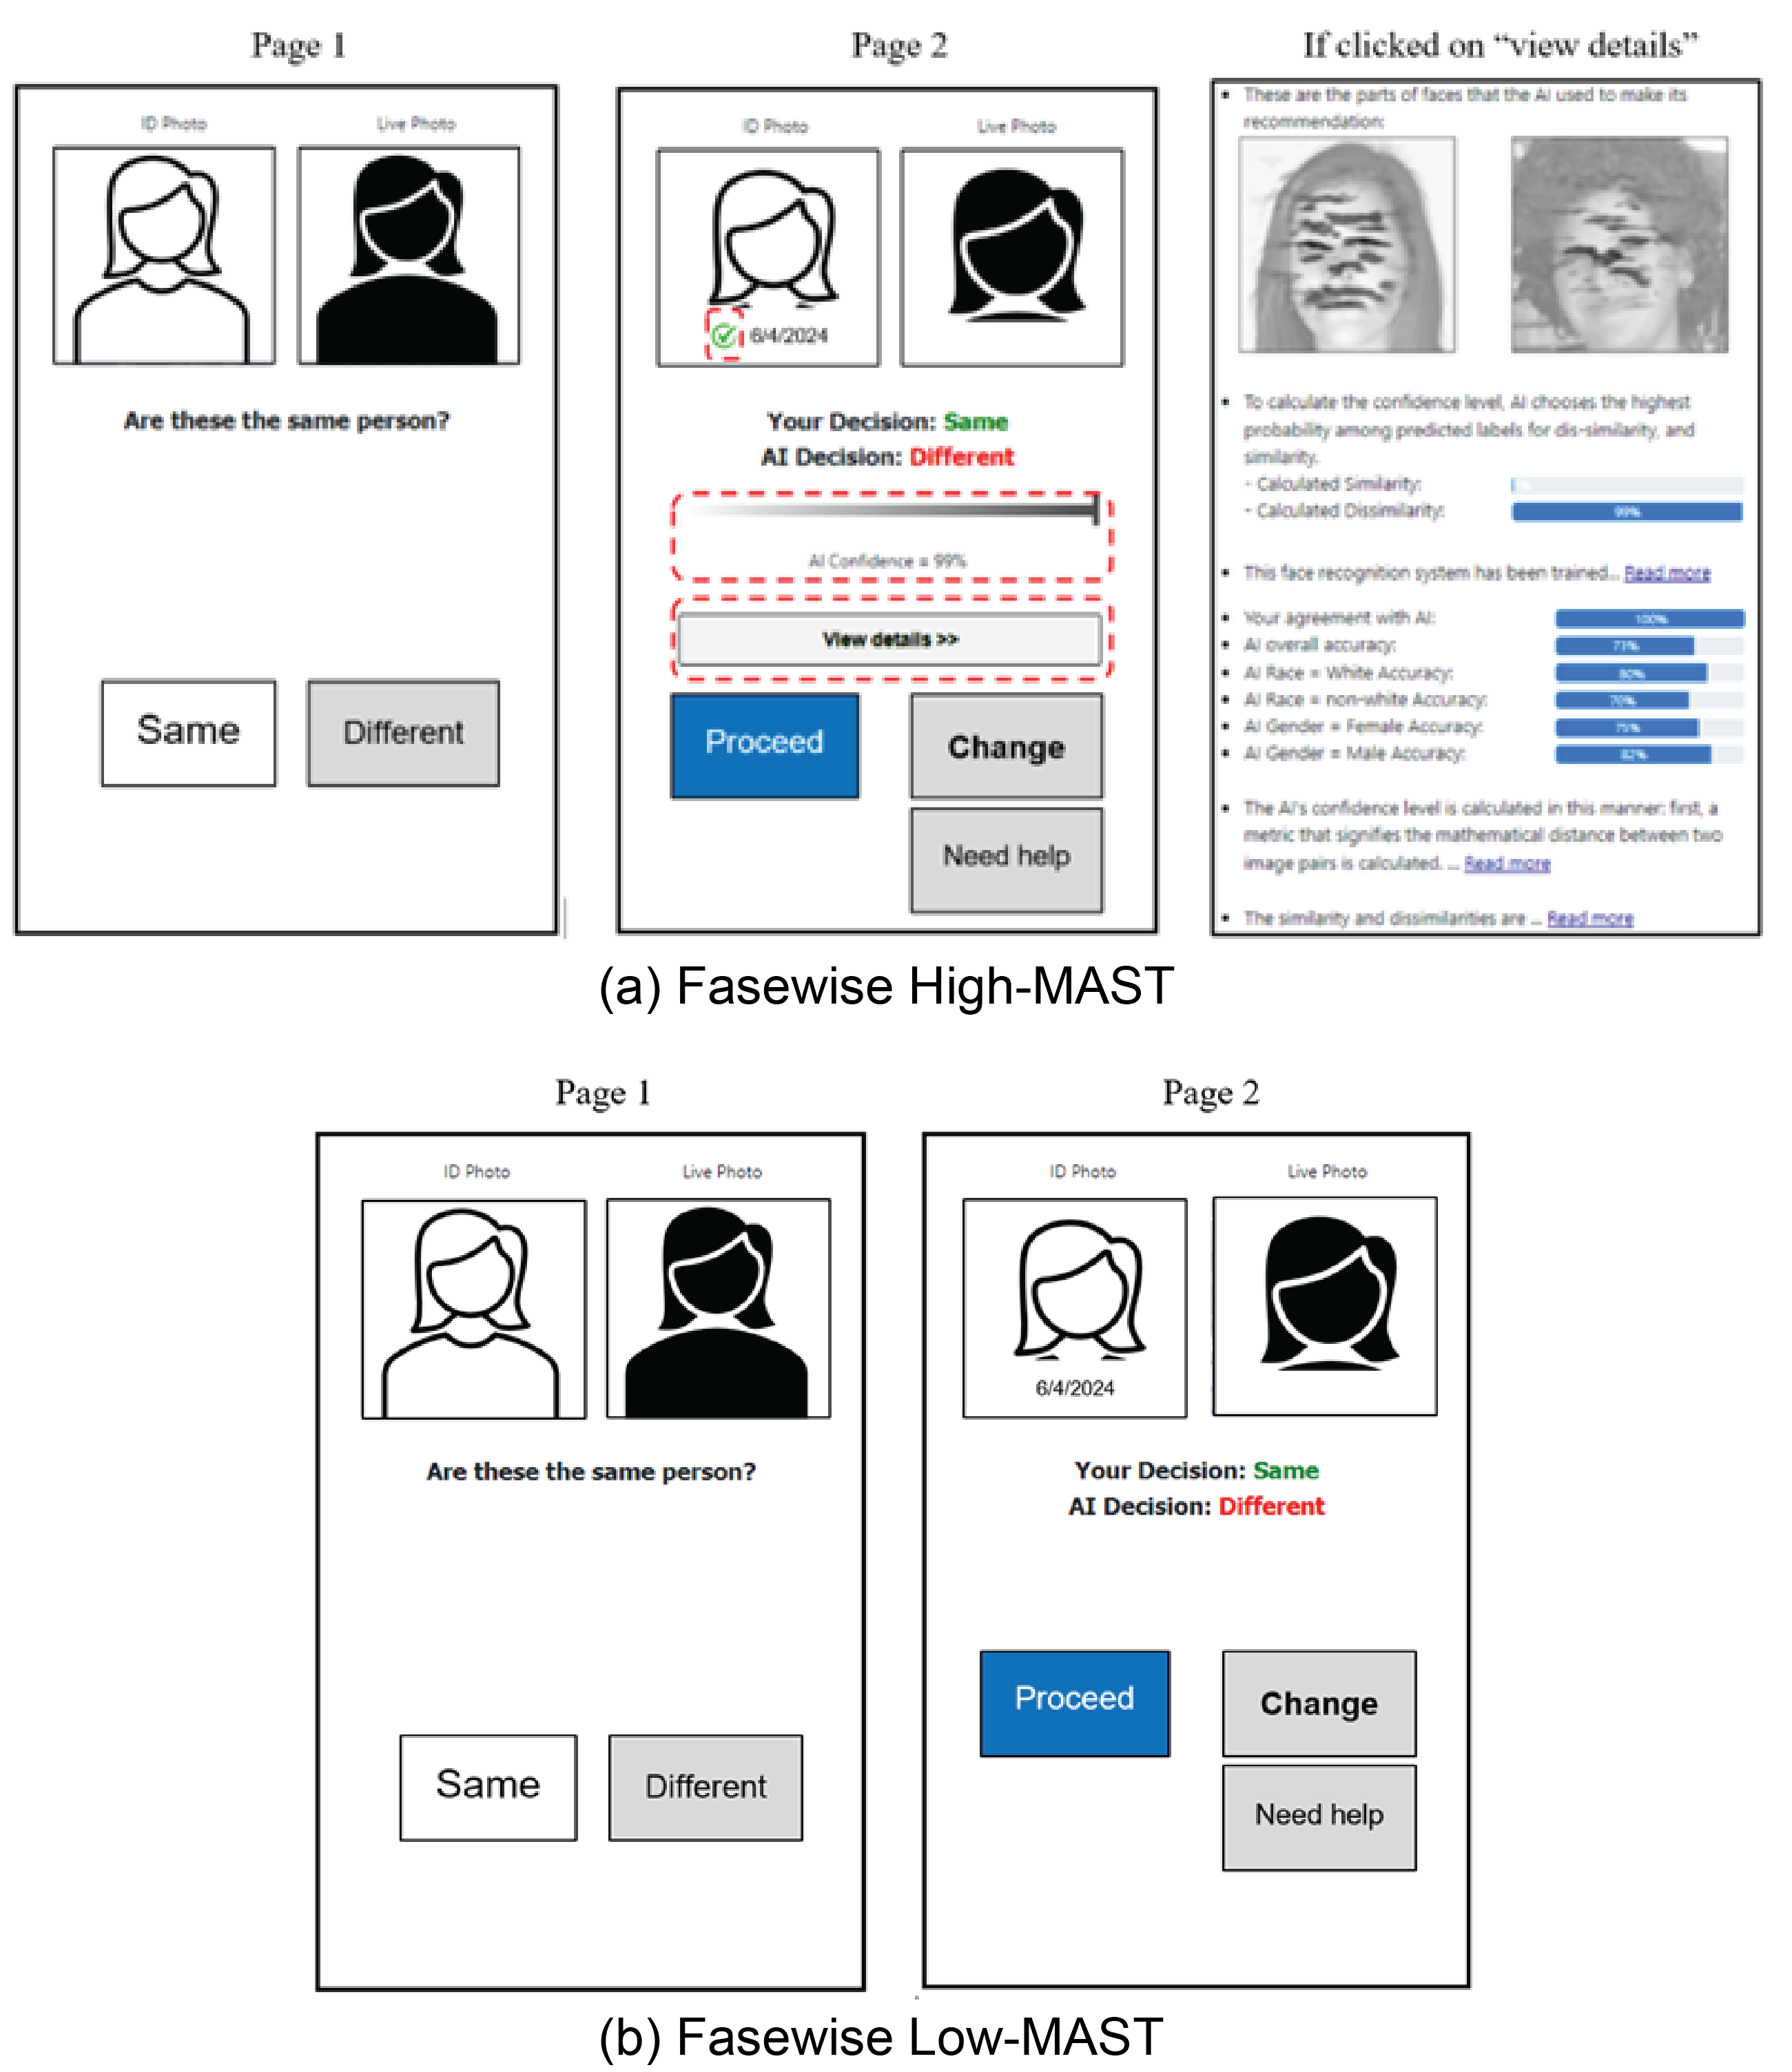 Page 1
Page 2
If clicked on “view details”
ID Photo
Live Photo
Are these the same person?
Same
Different
ID Photo
Live Photo
6/4/2024
Your Decision: Same
AI Decision: Different
AI Confidence = 99%
View details >>
Proceed
Change
Need help
• These are the parts of faces that the AI used to make its
recommendation:
• To calculate the confidence level, AI chooses the highest
probability among predicted labels for dis-similarity, and
similarity.
- Calculated Similarity:
- Calculated Dissimilarity: 99%
• This face recognition system has been trained... Read more
• Your agreement with AI: 100%
• AI overall accuracy: 73%
• AI Race = White Accuracy: 80%
• AI Race = non-white Accuracy: 70%
• AI Gender = Female Accuracy:
• AI Gender = Male Accuracy: 82%
• The AI's confidence level is calculated in this manner: first, a
metric that signifies the mathematical distance between two
image pairs is calculated. ... Read more
• The similarity and dissimilarities are ... Read more
(a) Fasewise High-MAST
Page 1
Page 2
ID Photo
Live Photo
Are these the same person?
Same
Different
ID Photo
Live Photo
6/4/2024
Your Decision: Same
AI Decision: Different
Proceed
Change
Need help
(b) Fasewise Low-MAST